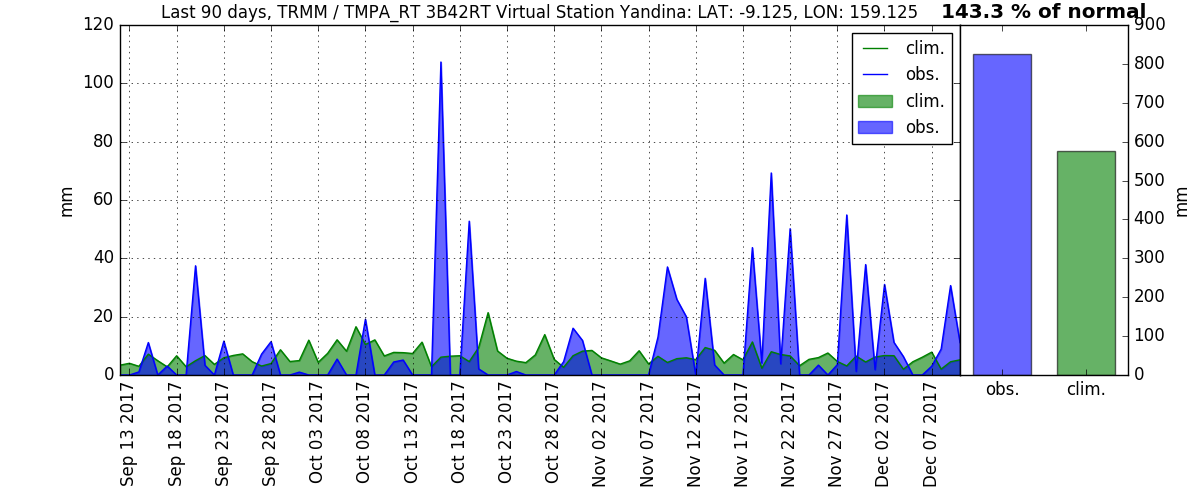 Last 90 days, TRMM / TMPA_RT 3B42RT Virtual Station Yandina: LAT: -9.125, LON: 159.125
143.3 % of normal
120
100
80
60
40
20
0
mm
clim.
obs.
clim.
obs.
900
800
700
600
500
400
300
200
100
0
mm
Sep 13 2017
Sep 18 2017
Sep 23 2017
Sep 28 2017
Oct 03 2017
Oct 08 2017
Oct 13 2017
Oct 18 2017
Oct 23 2017
Oct 28 2017
Nov 02 2017
Nov 07 2017
Nov 12 2017
Nov 17 2017
Nov 22 2017
Nov 27 2017
Dec 02 2017
Dec 07 2017
obs.
clim.